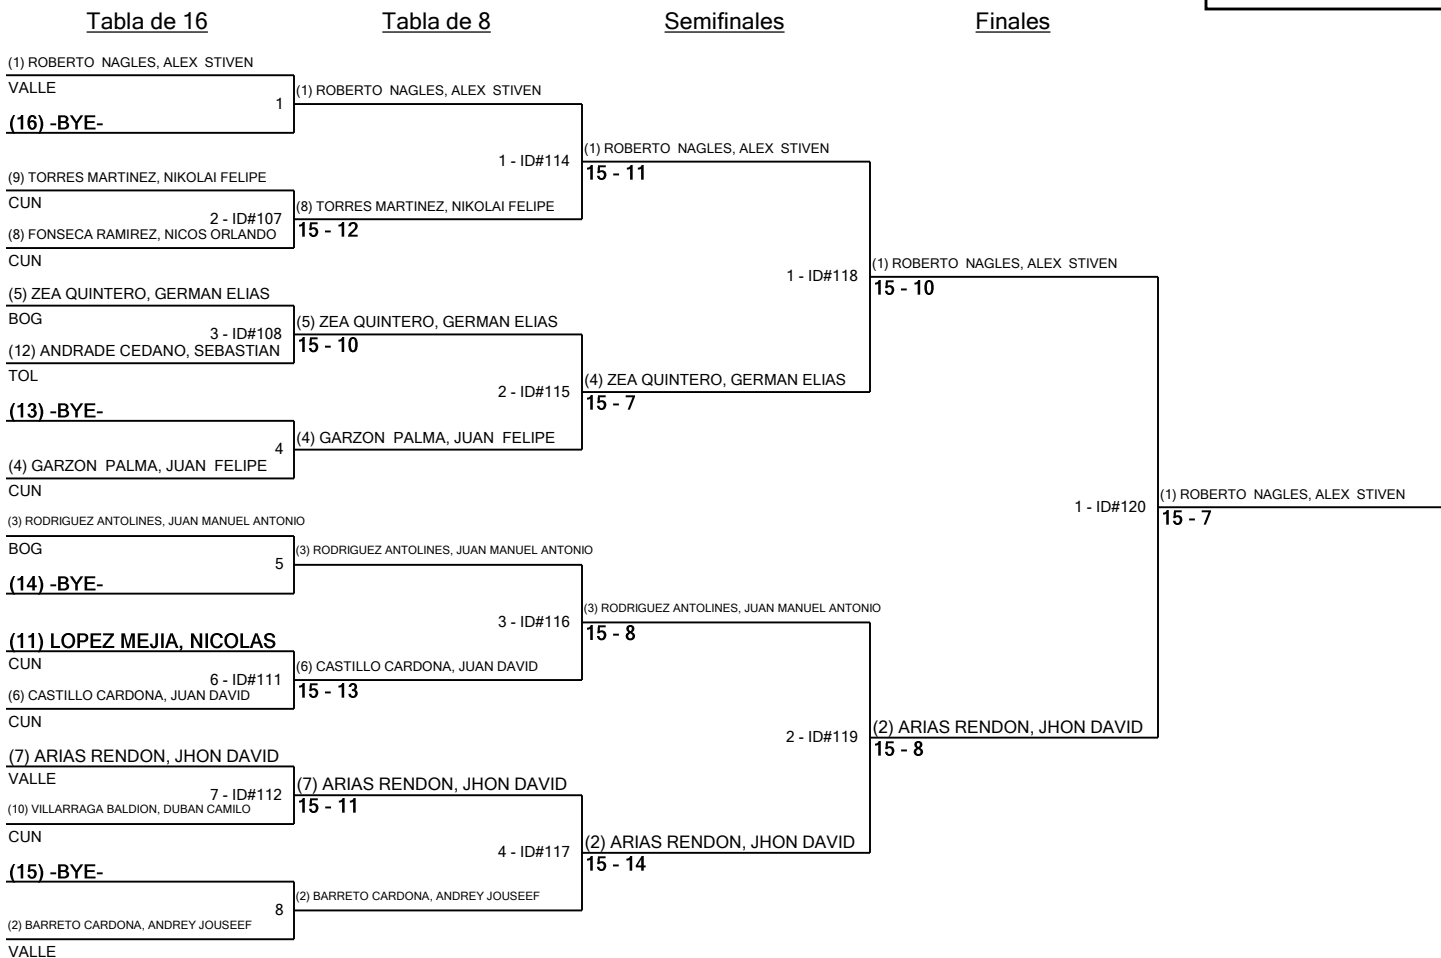 Tabla de 16
Tabla de 8
Semifinales
Finales
(1) ROBERTO NAGLES, ALEX STIVEN
VALLE
1
(16) -BYE-
(9) TORRES MARTINEZ, NIKOLAI FELIPE
CUN
2 - ID#107
(8) FONSECA RAMIREZ, NICOS ORLANDO
CUN
(5) ZEA QUINTERO, GERMAN ELIAS
BOG
3 - ID#108
(12) ANDRADE CEDANO, SEBASTIAN
TOL
(13) -BYE-
4
(4) GARZON PALMA, JUAN FELIPE
CUN
(3) RODRIGUEZ ANTOLINES, JUAN MANUEL ANTONIO
BOG
5
(14) -BYE-
(11) LOPEZ MEJIA, NICOLAS
CUN
6 - ID#111
(6) CASTILLO CARDONA, JUAN DAVID
CUN
(7) ARIAS RENDON, JHON DAVID
VALLE
7 - ID#112
(10) VILLARRAGA BALDION, DUBAN CAMILO
CUN
(15) -BYE-
8
(2) BARRETO CARDONA, ANDREY JOUSEEF
VALLE
(1) ROBERTO NAGLES, ALEX STIVEN
1 - ID#114
(8) TORRES MARTINEZ, NIKOLAI FELIPE
15 - 12
(5) ZEA QUINTERO, GERMAN ELIAS
15 - 10
2 - ID#115
(4) GARZON PALMA, JUAN FELIPE
(3) RODRIGUEZ ANTOLINES, JUAN MANUEL ANTONIO
3 - ID#116
(6) CASTILLO CARDONA, JUAN DAVID
15 - 13
(7) ARIAS RENDON, JHON DAVID
15 - 11
4 - ID#117
(2) BARRETO CARDONA, ANDREY JOUSEEF
(1) ROBERTO NAGLES, ALEX STIVEN
15 - 11
1 - ID#118
(4) ZEA QUINTERO, GERMAN ELIAS
15 - 7
(3) RODRIGUEZ ANTOLINES, JUAN MANUEL ANTONIO
15 - 8
2 - ID#119
(2) ARIAS RENDON, JHON DAVID
15 - 14
(1) ROBERTO NAGLES, ALEX STIVEN
15 - 10
1 - ID#120
(2) ARIAS RENDON, JHON DAVID
15 - 8
(1) ROBERTO NAGLES, ALEX STIVEN
15 - 7